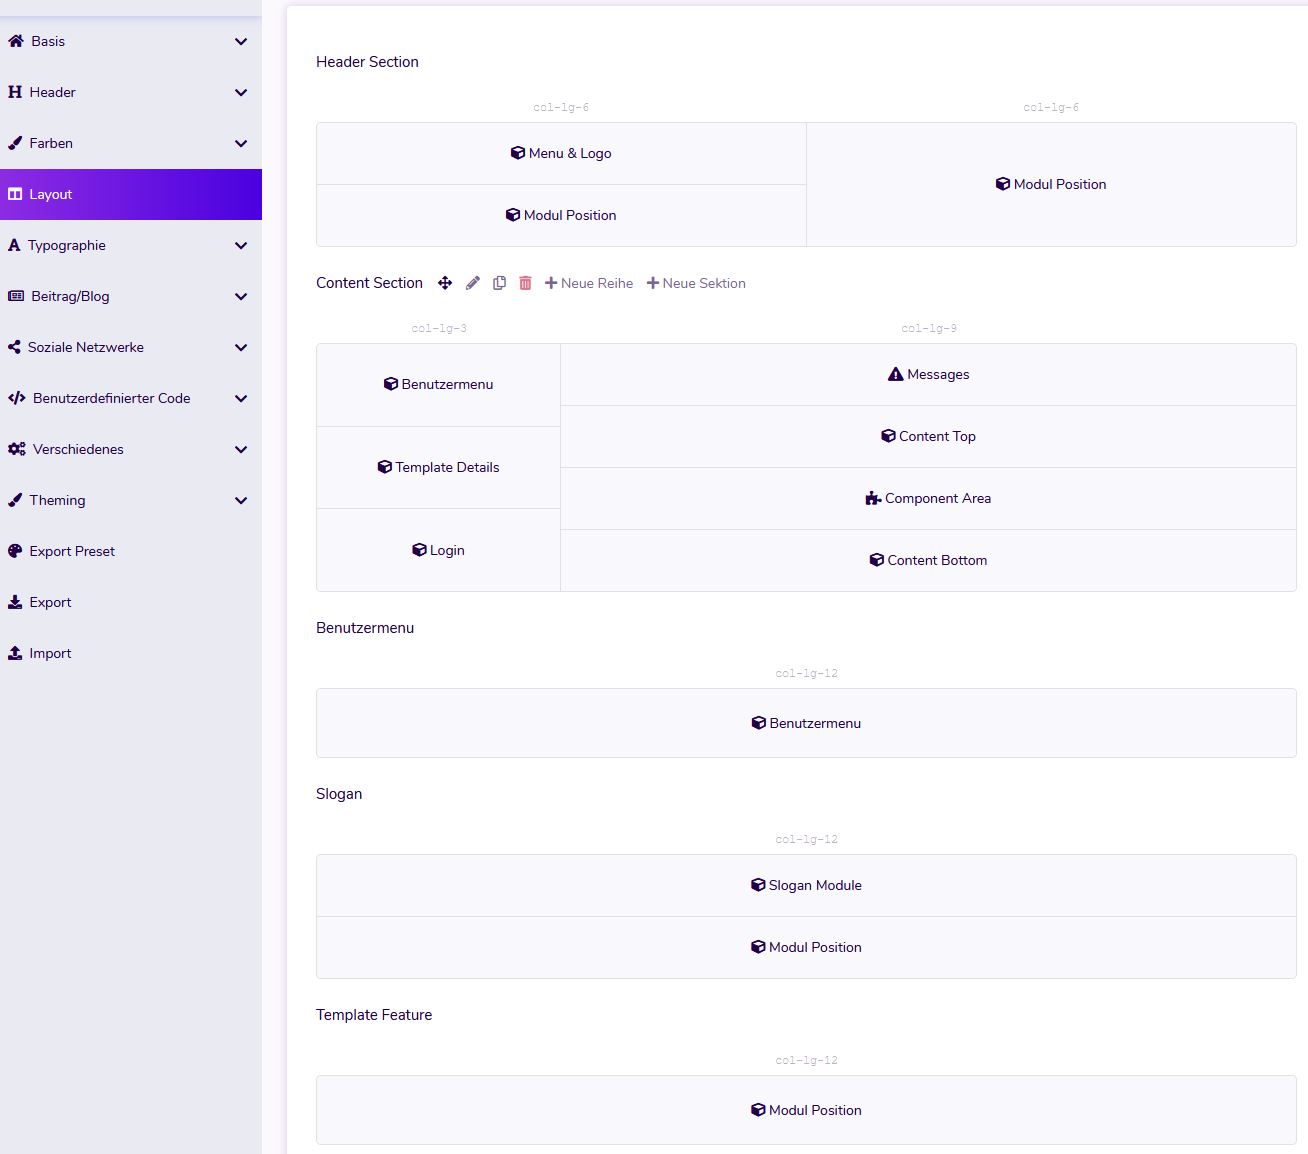 Basis
Header
Farben
Layout
Typographie
Beitrag/Blog
Soziale Netzwerke
Benutzerdefinierter Code
Verschiedenes
Theming
Export Preset
Export
Import
Header Section
col-lg-6
col-lg-6
Menu & Logo
Modul Position
Modul Position
Content Section Neue Reihe Neue Sektion
col-lg-3
col-lg-9
Benutzermenu
Template Details
Login
Messages
Content Top
Component Area
Content Bottom
Benutzermenu
col-lg-12
Benutzermenu
Slogan
col-lg-12
Slogan Module
Modul Position
Template Feature
col-lg-12
Modul Position